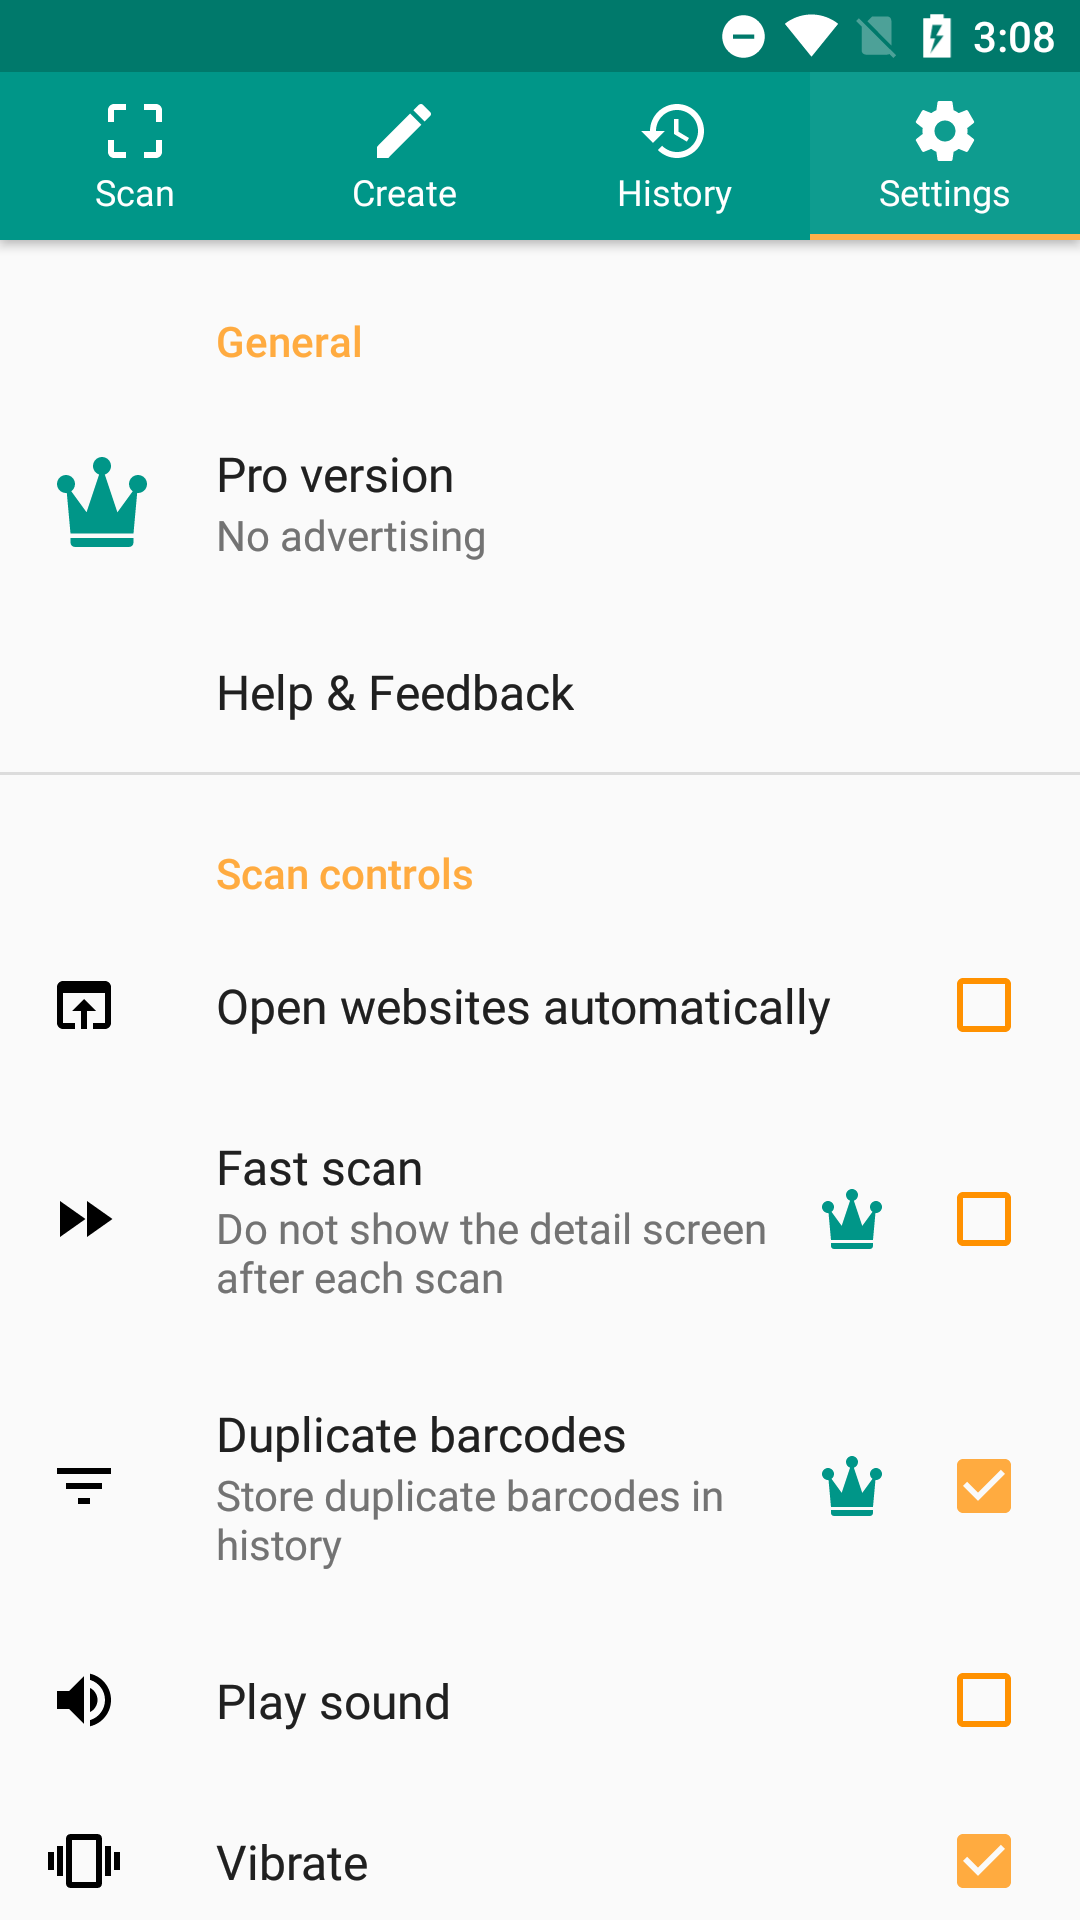 3:08
Scan
Create
History
Settings
General
Pro version
No advertising
Help & Feedback
Scan controls
Open websites automatically
Fast scan
Do not show the detail screen
after each scan
Duplicate barcodes
Store duplicate barcodes in
history
Play sound
Vibrate